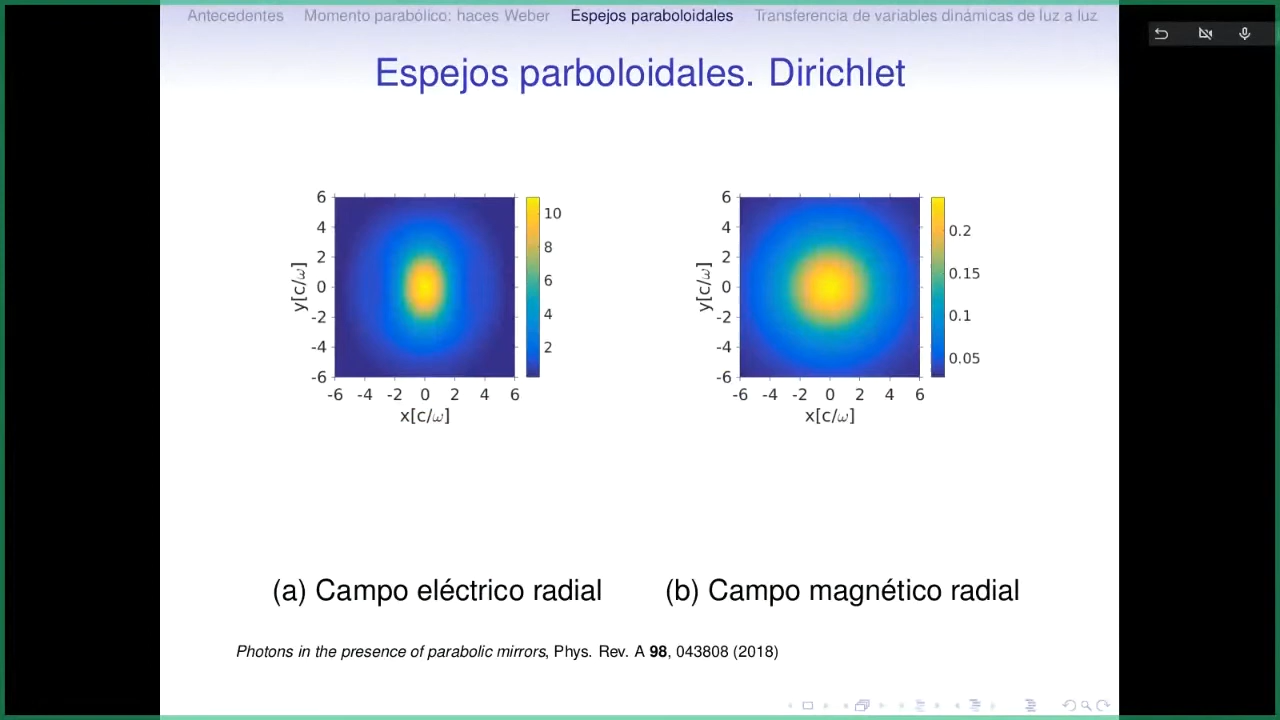 Antecedentes Momento parabólico: haces Weber Espejos paraboloidales Transferencia de variables dinámicas de luz a luz
Espejos parboloidales. Dirichlet
6
4
2
0
-2
-4
-6
y[c/ω]
-6 -4 -2 0 2 4 6
x[c/ω]
10
8
6
4
2
6
4
2
0
-2
-4
-6
y[c/ω]
-6 -4 -2 0 2 4 6
x[c/ω]
0.2
0.15
0.1
0.05
(a) Campo eléctrico radial
(b) Campo magnético radial
Photons in the presence of parabolic mirrors, Phys. Rev. A 98, 043808 (2018)